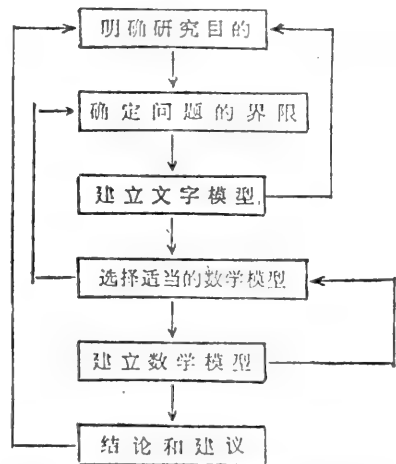 明确研究目的
确定问题的界限
建立文字模型
选择适当的数学模型
建立数学模型
结论和建议